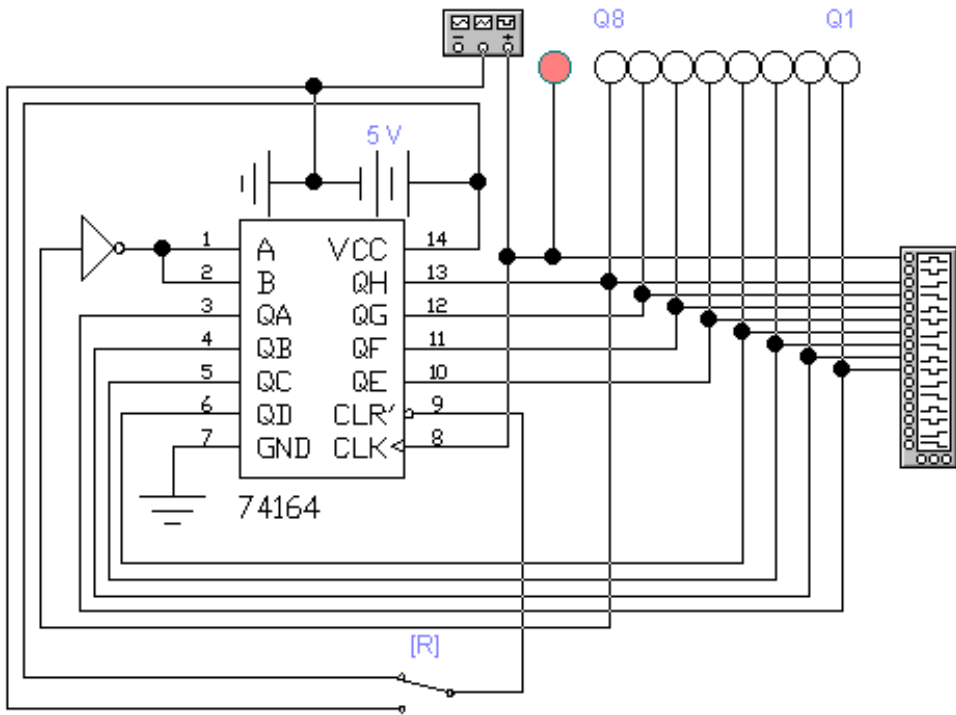 Q8 Q1
5 V
1 A VCC 14
2 B QH 13
3 QA QG 12
4 QB QF 11
5 QC QE 10
6 QD CLR' 9
7 GND CLK 8
74164
[R]